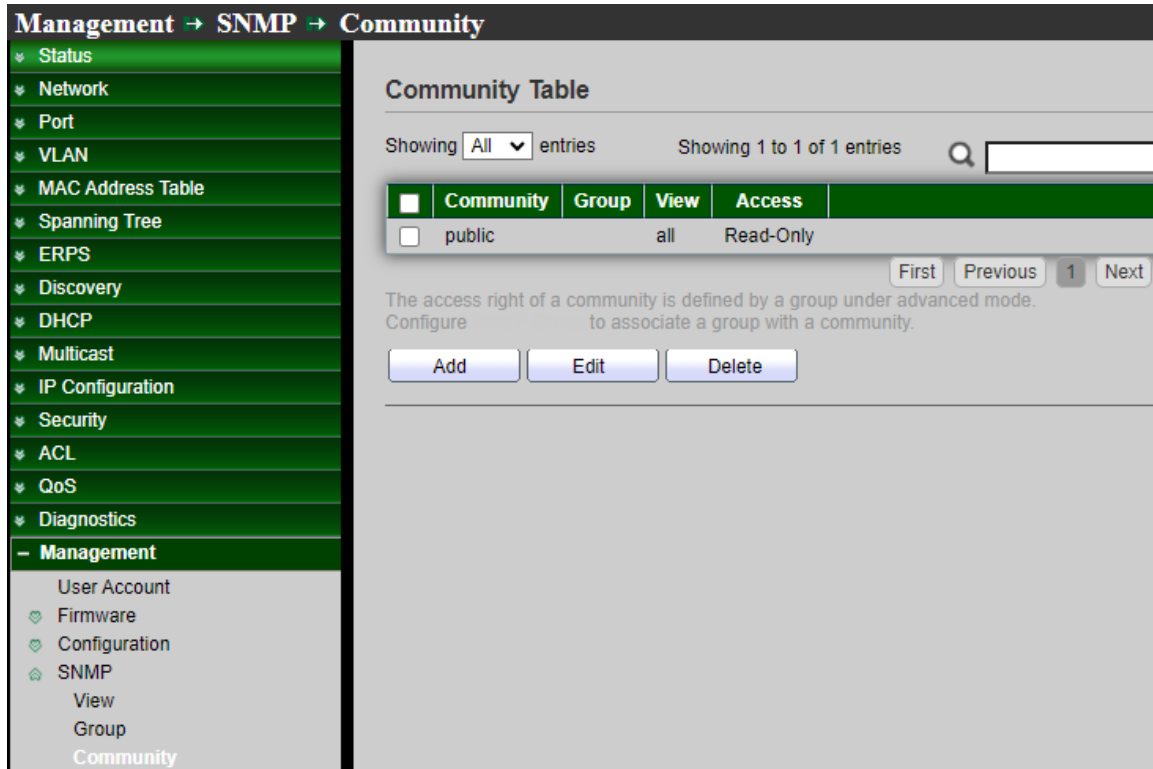 Management SNMP Community
Status
Network
Port
VLAN
MAC Address Table
Spanning Tree
ERPS
Discovery
DHCP
Multicast
IP Configuration
Security
ACL
QoS
Diagnostics
Management
User Account
Firmware
Configuration
SNMP
View
Group
Community
Community Table
Showing All entries Showing 1 to 1 of 1 entries
Community Group View Access
public all Read-Only
First Previous 1 Next
The access right of a community is defined by a group under advanced mode.
Configure to associate a group with a community.
Add Edit Delete